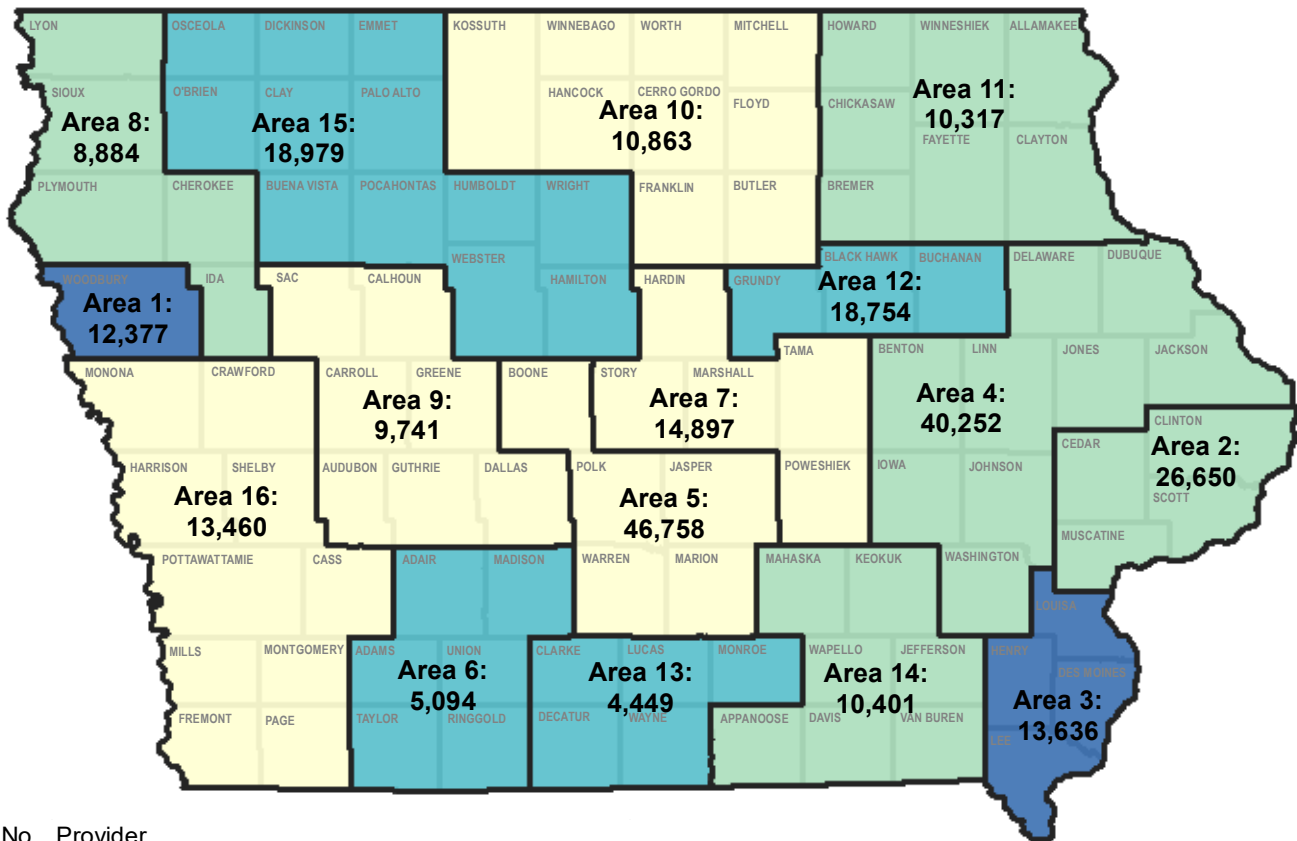 LYON OSCEOLA DICKINSON EMMET KOSSUTH WINNEBAGO WORTH MITCHELL HOWARD WINNESHIEK ALLAMAKEE
SIOUX O'BRIEN CLAY PALO ALTO HANCOCK CERRO GORDO FLOYD CHICKASAW
Area 8:
8,884
Area 15:
18,979
Area 10:
10,863
Area 11:
10,317
FAYETTE CLAYTON
PLYMOUTH CHEROKEE BUENA VISTA POCAHONTAS HUMBOLDT WRIGHT FRANKLIN BUTLER BREMER
WEBSTER BLACK HAWK BUCHANAN DELAWARE DUBUQUE
WOODBURY IDA SAC CALHOUN HAMILTON HARDIN GRUNDY
Area 1:
12,377
Area 12:
18,754
MONONA CRAWFORD CARROLL GREENE BOONE STORY MARSHALL TAMA BENTON LINN JONES JACKSON
Area 9:
9,741
Area 7:
14,897
Area 4:
40,252
CLINTON
CEDAR
Area 2:
26,650
SCOTT
HARRISON SHELBY AUDUBON GUTHRIE DALLAS POLK JASPER POWESHIEK IOWA JOHNSON
Area 16:
13,460
Area 5:
46,758
MUSCATINE
POTTAWATTAMIE CASS ADAIR MADISON WARREN MARION MAHASKA KEOKUK WASHINGTON
LOUISA
MILLS MONTGOMERY ADAMS UNION CLARKE LUCAS MONROE WAPELLO JEFFERSON HENRY
DES MOINES
Area 6:
5,094
Area 13:
4,449
Area 14:
10,401
Area 3:
13,636
FREMONT PAGE TAYLOR RINGGOLD DECATUR WAYNE APPANOOSE DAVIS VAN BUREN LEE
No Provider